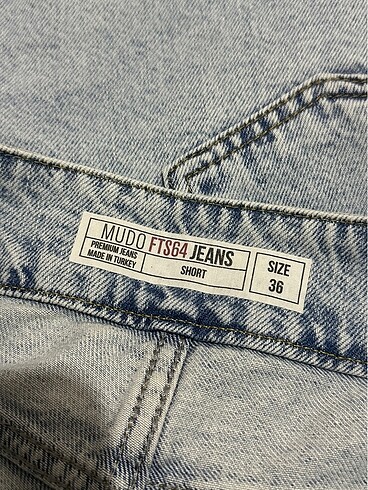 MUDO FTS64 JEANS
PREMIUM JEANS
MADE IN TURKEY
SHORT
SIZE
36